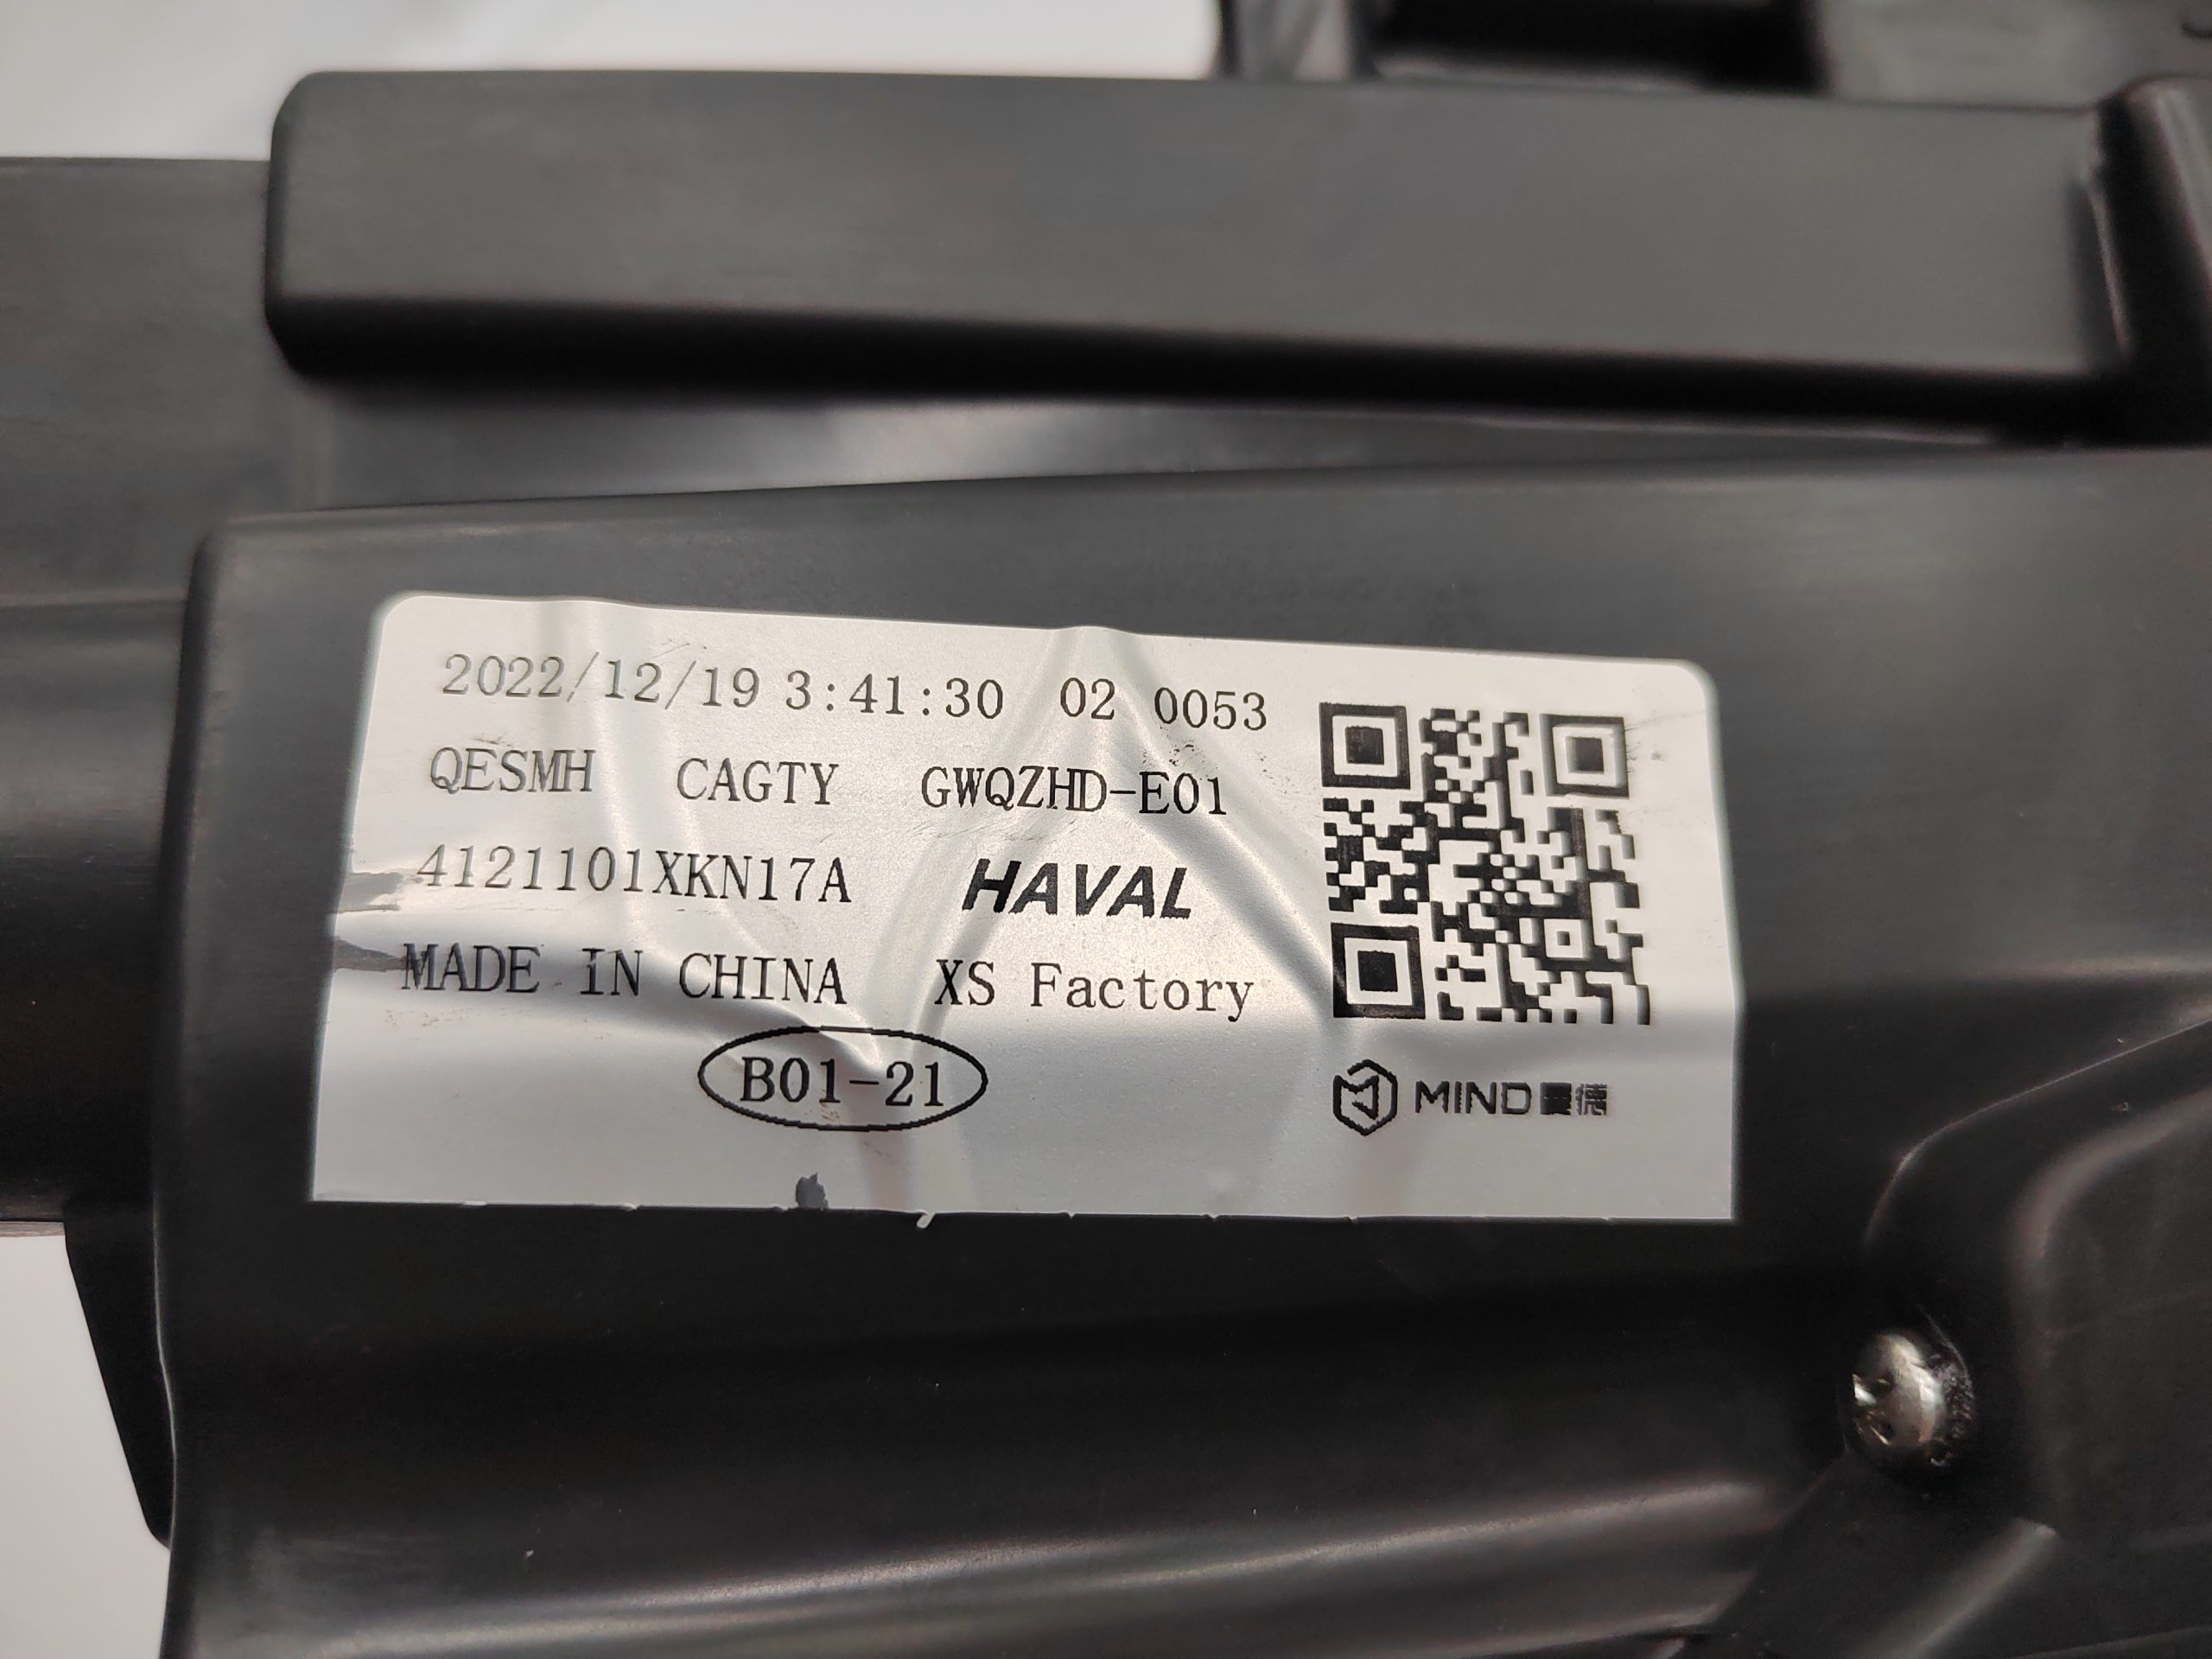 2022/12/19 3:41:30 02 0053
QESMH CAGTY GWQZHD-E01
4121101XKN17A HAVAL
MADE IN CHINA XS Factory
B01-21
MIND曼德